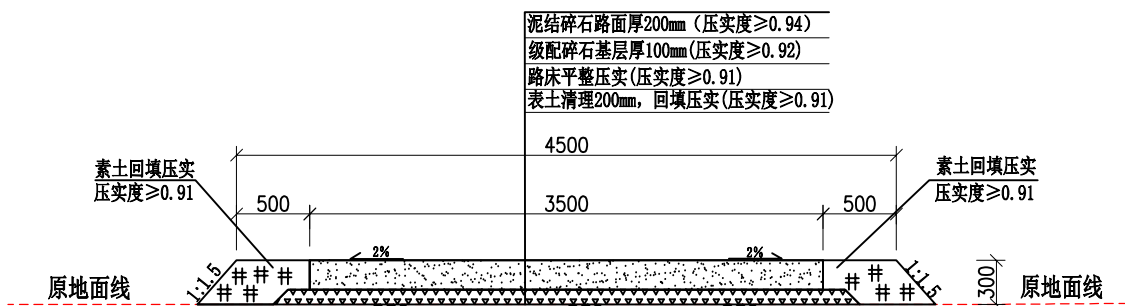 泥结碎石路面厚200mm（压实度≥0.94）
级配碎石基层厚100mm(压实度≥0.92)
路床平整压实(压实度≥0.91)
表土清理200mm，回填压实(压实度≥0.91)
4500
素土回填压实
压实度≥0.91
素土回填压实
压实度≥0.91
500
3500
500
2%
2%
1:1.5
1:1.5
300
原地面线
原地面线